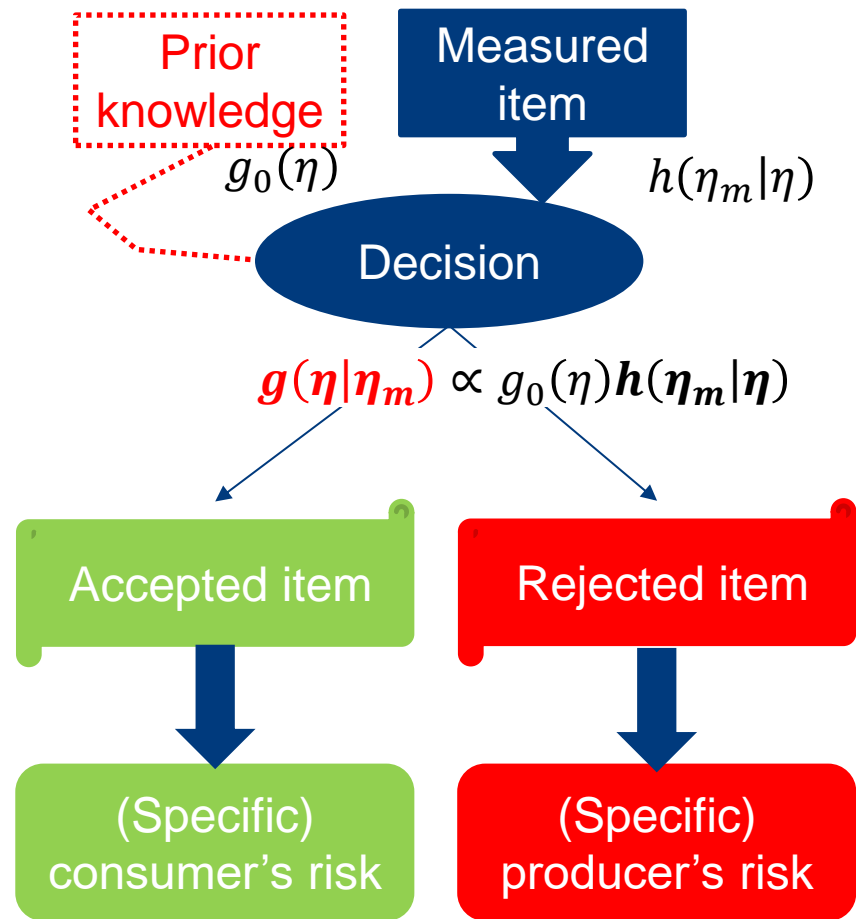 Prior
knowledge
Measured
item
g₀(η)
h(ηₘ|η)
Decision
g(η|ηₘ) ∝ g₀(η)h(ηₘ|η)
Accepted item
Rejected item
(Specific)
consumer’s risk
(Specific)
producer’s risk